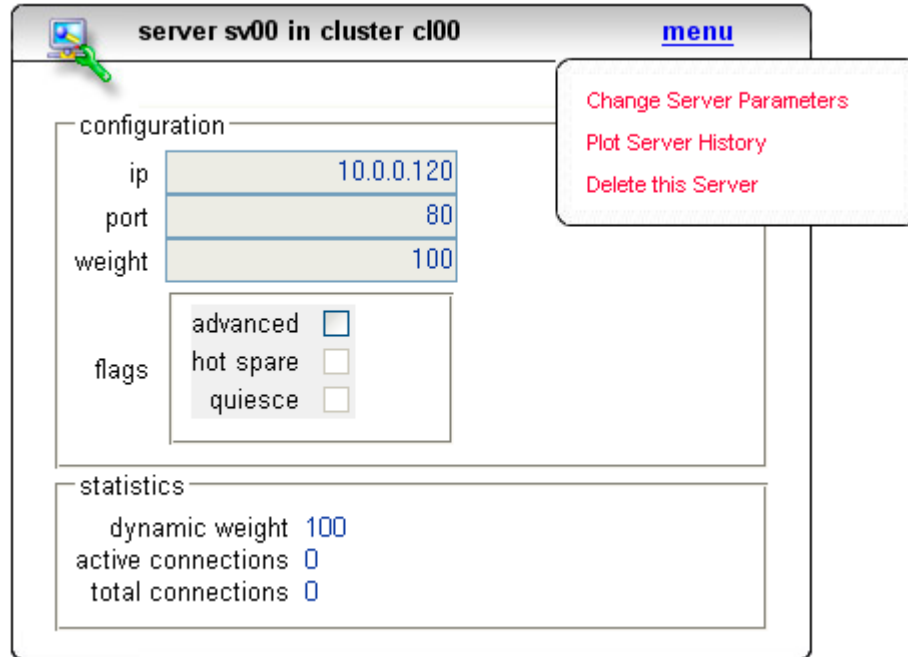 server sv00 in cluster cl00 menu
Change Server Parameters
Plot Server History
Delete this Server
configuration
ip 10.0.0.120
port 80
weight 100
flags
advanced
hot spare
quiesce
statistics
dynamic weight 100
active connections 0
total connections 0